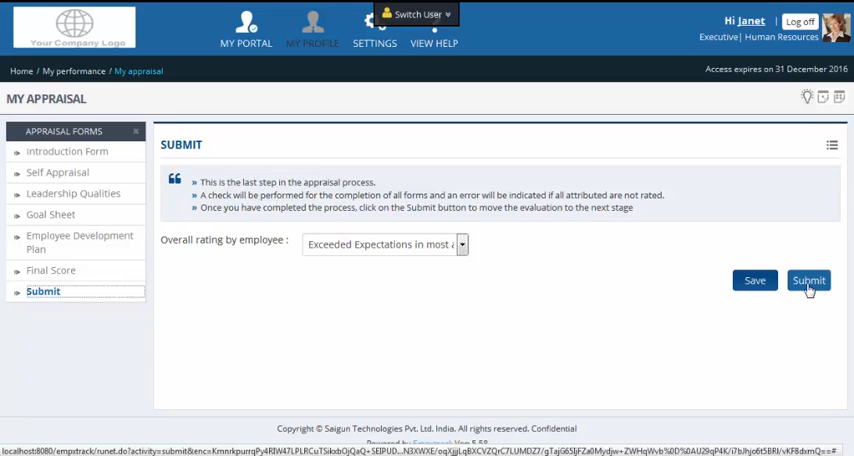 Switch User
Your Company Logo
MY PORTAL
MY PROFILE
SETTINGS
VIEW HELP
Hi Janet | Log off
Executive| Human Resources
Home / My performance / My appraisal
Access expires on 31 December 2016
MY APPRAISAL
APPRAISAL FORMS
Introduction Form
Self Appraisal
Leadership Qualities
Goal Sheet
Employee Development
Plan
Final Score
Submit
SUBMIT
» This is the last step in the appraisal process.
» A check will be performed for the completion of all forms and an error will be indicated if all attributed are not rated.
» Once you have completed the process, click on the Submit button to move the evaluation to the next stage
Overall rating by employee :
Exceeded Expectations in most
Save
Submit
Copyright © Saigun Technologies Pvt. Ltd. India. All rights reserved. Confidential
Powered by Empxtrack Ver: 5.58